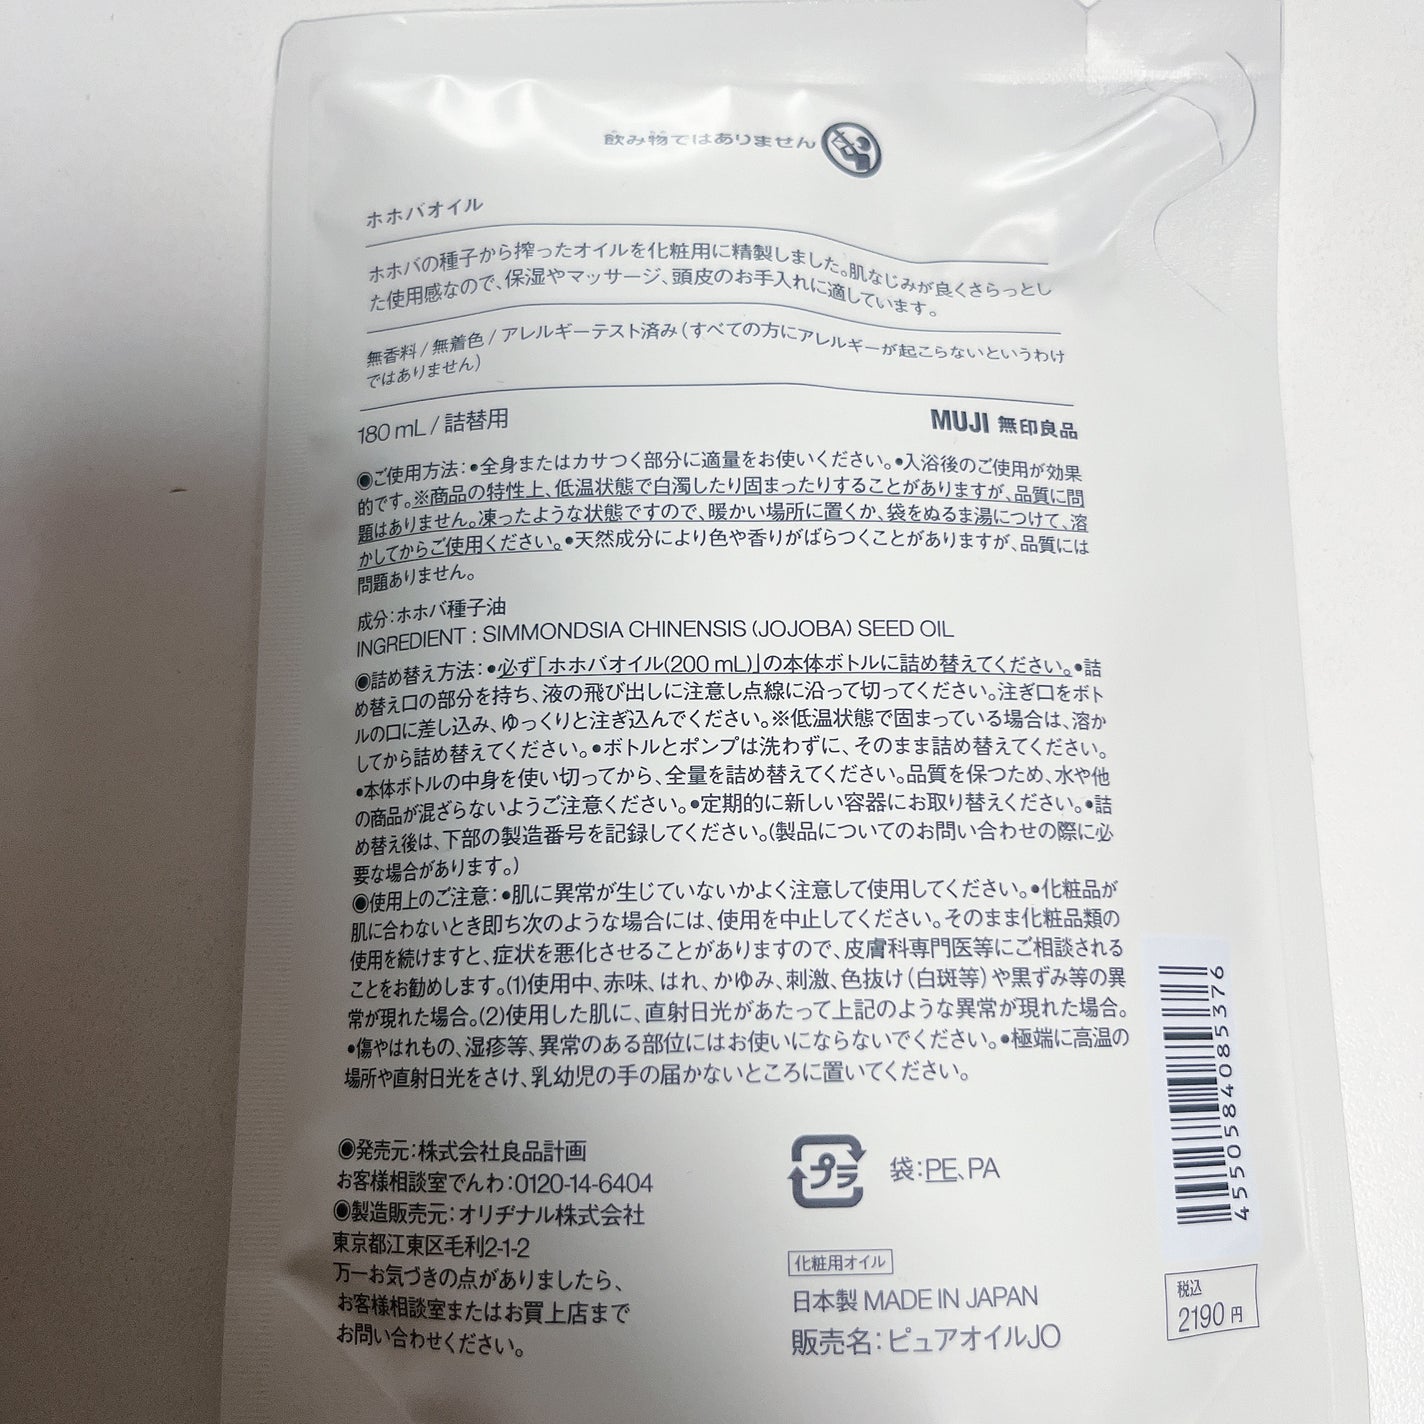 飲み物ではありません
ホホバオイル
ホホバの種子から搾ったオイルを化粧用に精製しました。肌なじみが良くさらっとし
た使用感なので、保湿やマッサージ、頭皮のお手入れに適しています。
無香料/無着色/アレルギーテスト済み(すべての方にアレルギーが起こらないというわけ
ではありません)
180 mL/詰替用
MUJI 無印良品
◉ご使用方法:●全身またはカサつく部分に適量をお使いください。●入浴後のご使用が効果
的です。※商品の特性上、低温状態で白濁したり固まったりすることがありますが、品質に問
題はありません。凍ったような状態ですので、暖かい場所に置くか、袋をぬるま湯につけて、溶
かしてからご使用ください。●天然成分により色や香りがばらつくことがありますが、品質には
問題ありません。
成分:ホホバ種子油
INGREDIENT : SIMMONDSIA CHINENSIS (JOJOBA) SEED OIL
◉詰め替え方法:●必ず「ホホバオイル(200 mL)」の本体ボトルに詰め替えてください。●詰
め替え口の部分を持ち、液の飛び出しに注意し点線に沿って切ってください。注ぎ口をボト
ルの口に差し込み、ゆっくりと注ぎ込んでください。※低温状態で固まっている場合は、溶か
してから詰め替えてください。●ボトルとポンプは洗わずに、そのまま詰め替えてください。
●本体ボトルの中身を使い切ってから、全量を詰め替えてください。品質を保つため、水や他
の商品が混ざらないようご注意ください。●定期的に新しい容器にお取り替えください。●詰
め替え後は、下部の製造番号を記録してください。(製品についてのお問い合わせの際に必
要な場合があります。)
◉使用上のご注意:●肌に異常が生じていないかよく注意して使用してください。●化粧品が
肌に合わないとき即ち次のような場合には、使用を中止してください。そのまま化粧品類の
使用を続けますと、症状を悪化させることがありますので、皮膚科専門医等にご相談される
ことをお勧めします。(1)使用中、赤味、はれ、かゆみ、刺激、色抜け(白斑等)や黒ずみ等の異
常が現れた場合。(2)使用した肌に、直射日光があたって上記のような異常が現れた場合。
●傷やはれもの、湿疹等、異常のある部位にはお使いにならないでください。●極端に高温の
場所や直射日光をさけ、乳幼児の手の届かないところに置いてください。
◉発売元:株式会社良品計画
お客様相談室でんわ:0120-14-6404
◉製造販売元:オリヂナル株式会社
東京都江東区毛利2-1-2
万一お気づきの点がありましたら、
お客様相談室またはお買上店まで
お問い合わせください。
プラ
袋:PE、PA
化粧用オイル
日本製 MADE IN JAPAN
販売名:ピュアオイルJO
4550584085376
税込
2190 円